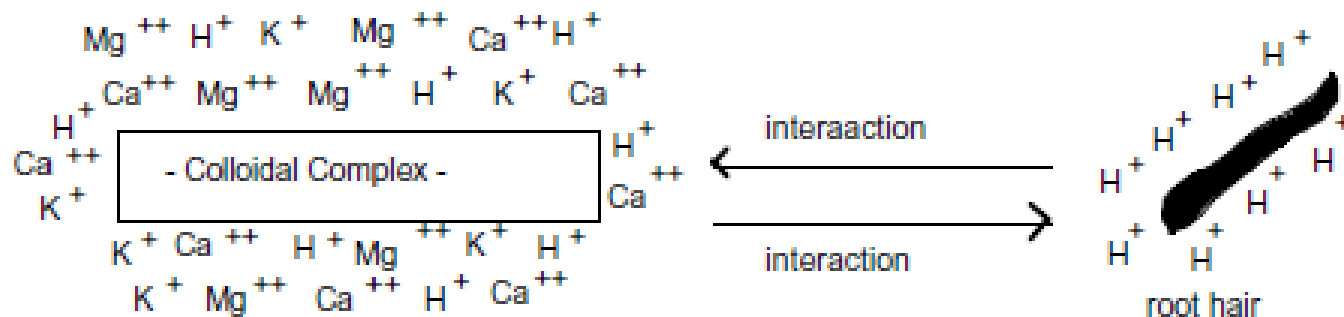 Mg ++ H + K + Mg ++ Ca ++ H +
Ca ++ Mg ++ Mg ++ H + K + Ca ++
H +
Ca ++
K +
- Colloidal Complex -
H +
Ca ++
K + Ca ++ H + Mg ++ K + H +
K + Mg ++ Ca ++ H + Ca ++
interaaction
interaction
H +
H +
H +
H +
H +
H +
H +
H +
root hair